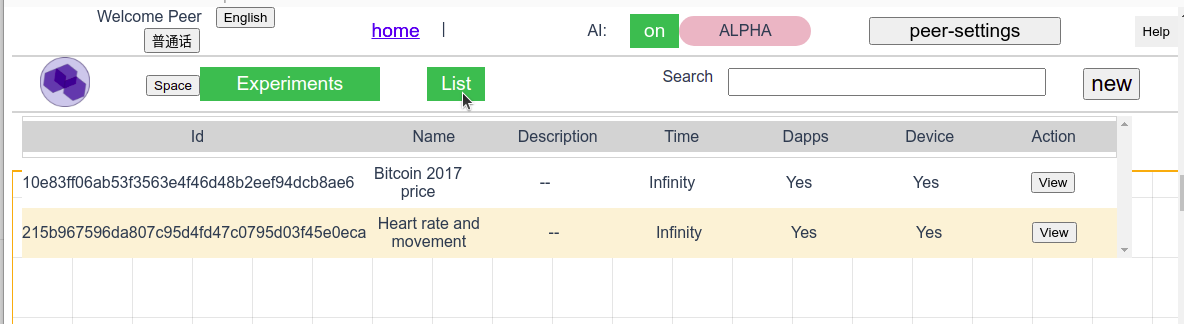 Welcome Peer English
普通话
home | AI: on ALPHA peer-settings Help
Space Experiments List Search new
Id Name Description Time Dapps Device Action
10e83ff06ab53f3563e4f46d48b2eef94dcb8ae6 Bitcoin 2017 price -- Infinity Yes Yes View
215b967596da807c95d4fd47c0795d03f45e0eca Heart rate and movement -- Infinity Yes Yes View